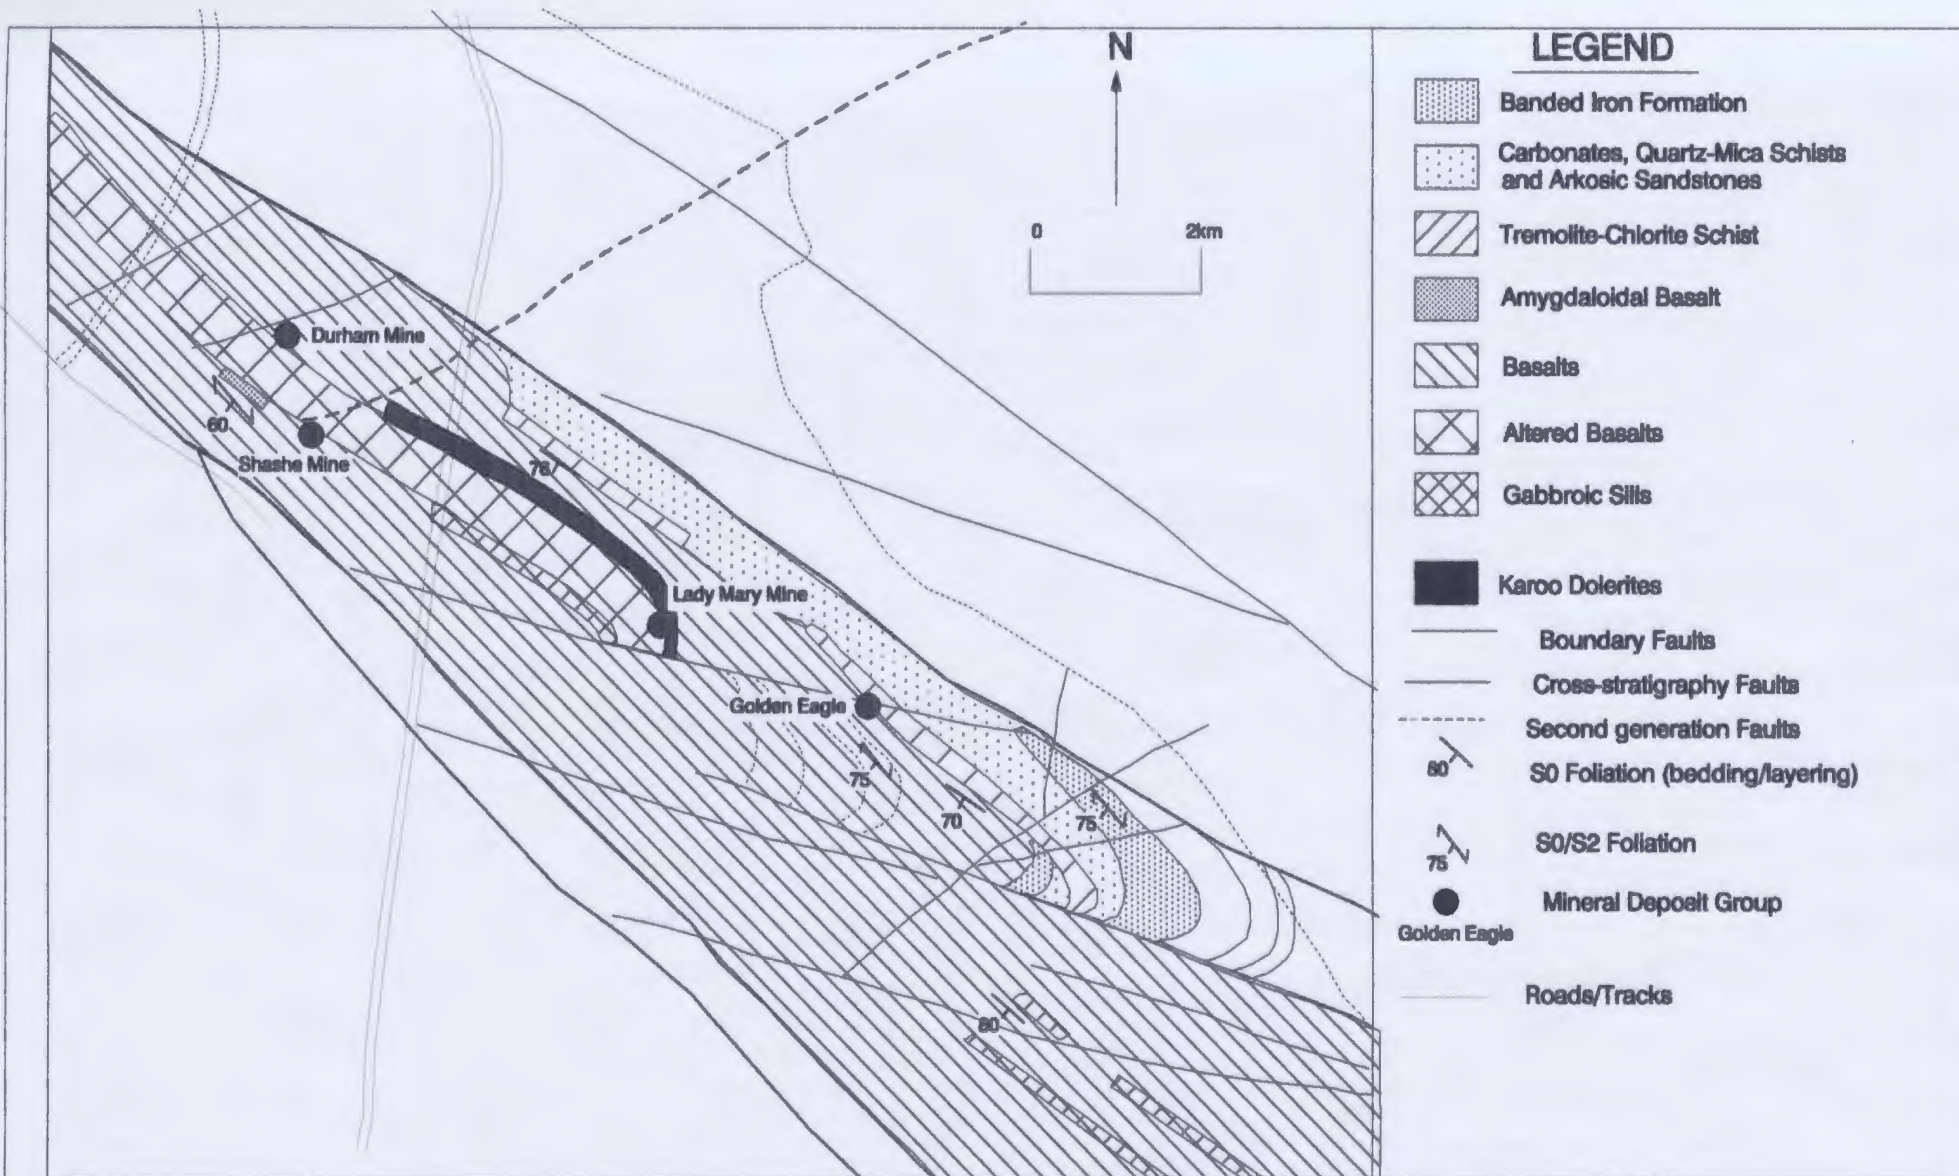 N
0 2km
Durham Mine
60
Shashe Mine
76
Lady Mary Mine
Golden Eagle
75
70
75
80
LEGEND
Banded Iron Formation
Carbonates, Quartz-Mica Schists
and Arkosic Sandstones
Tremolite-Chlorite Schist
Amygdaloidal Basalt
Basalts
Altered Basalts
Gabbroic Sills
Karoo Dolerites
Boundary Faults
Cross-stratigraphy Faults
Second generation Faults
80
S0 Foliation (bedding/layering)
75
S0/S2 Foliation
Mineral Deposit Group
Golden Eagle
Roads/Tracks